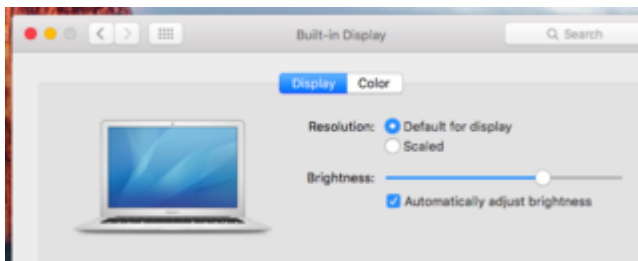 Built-in Display
Search
Display Color
Resolution: Default for display
Scaled
Brightness:
Automatically adjust brightness